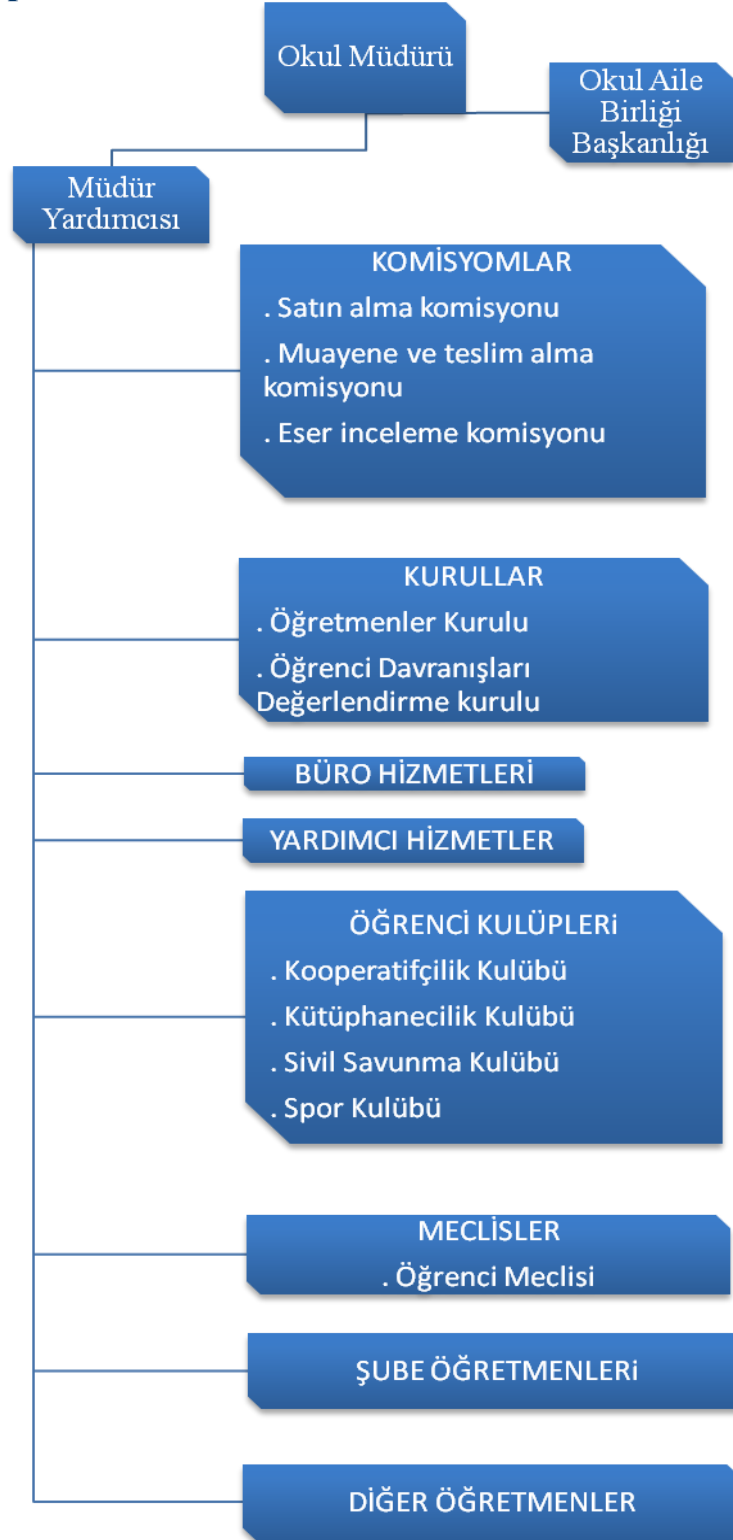 Okul Müdürü
Okul Aile
Birliği
Başkanlığı
Müdür
Yardımcısı
KOMİSYOMLAR
. Satın alma komisyonu
. Muayene ve teslim alma
komisyonu
. Eser inceleme komisyonu
KURULLAR
. Öğretmenler Kurulu
. Öğrenci Davranışları
Değerlendirme kurulu
BÜRO HİZMETLERİ
YARDIMCI HİZMETLER
ÖĞRENCİ KULÜPLERi
. Kooperatifçilik Kulübü
. Kütüphanecilik Kulübü
. Sivil Savunma Kulübü
. Spor Kulübü
MECLİSLER
. Öğrenci Meclisi
ŞUBE ÖĞRETMENLERi
DİĞER ÖĞRETMENLER